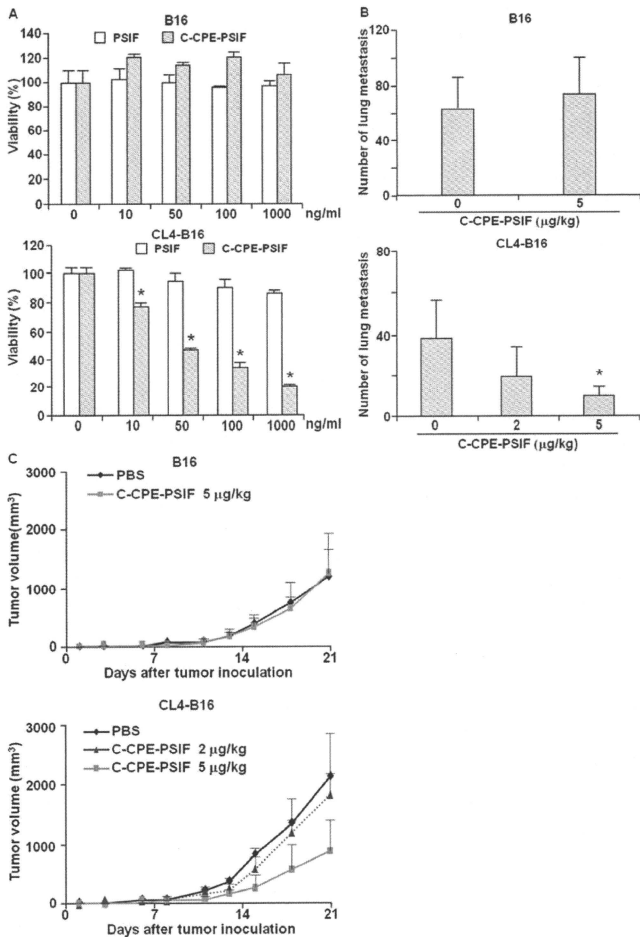 A
B16
PSIF C-CPE-PSIF
Viability (%)
140
120
100
80
60
40
20
0
0 10 50 100 1000 ng/ml
CL4-B16
PSIF C-CPE-PSIF
Viability (%)
120
100
80
60
40
20
0
* * * *
0 10 50 100 1000 ng/ml
B
B16
Number of lung metastasis
120
80
40
0
0 5
C-CPE-PSIF (μg/kg)
CL4-B16
Number of lung metastasis
80
40
0
*
0 2 5
C-CPE-PSIF (μg/kg)
C
B16
PBS
C-CPE-PSIF 5 μg/kg
Tumor volume(mm³)
3000
2000
1000
0
0 7 14 21
Days after tumor inoculation
CL4-B16
PBS
C-CPE-PSIF 2 μg/kg
C-CPE-PSIF 5 μg/kg
Tumor volume (mm³)
3000
2000
1000
0
0 7 14 21
Days after tumor inoculation